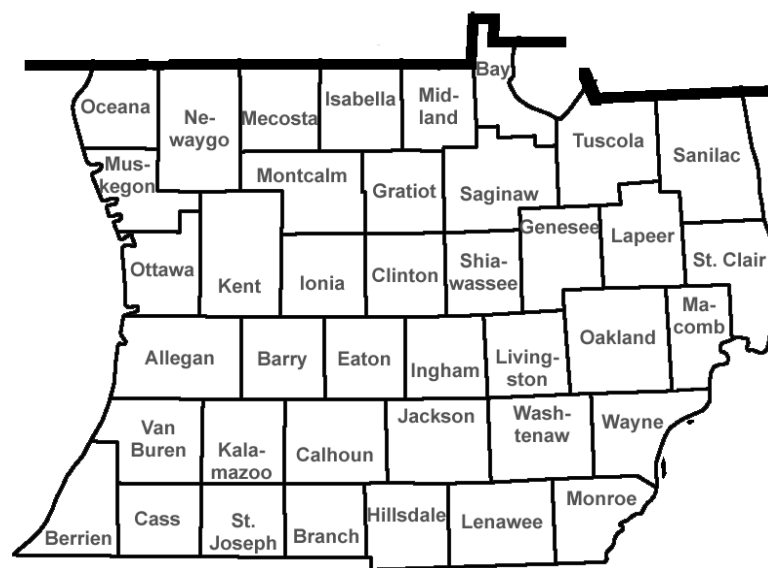 Bay
Oceana
Ne-
waygo
Mecosta
Isabella
Mid-
land
Tuscola
Sanilac
Mus-
kegon
Montcalm
Gratiot
Saginaw
Genesee
Lapeer
St. Clair
Ottawa
Kent
Ionia
Clinton
Shia-
wassee
Oakland
Ma-
comb
Allegan
Barry
Eaton
Ingham
Living-
ston
Van
Buren
Kala-
mazoo
Calhoun
Jackson
Wash-
tenaw
Wayne
Berrien
Cass
St.
Joseph
Branch
Hillsdale
Lenawee
Monroe